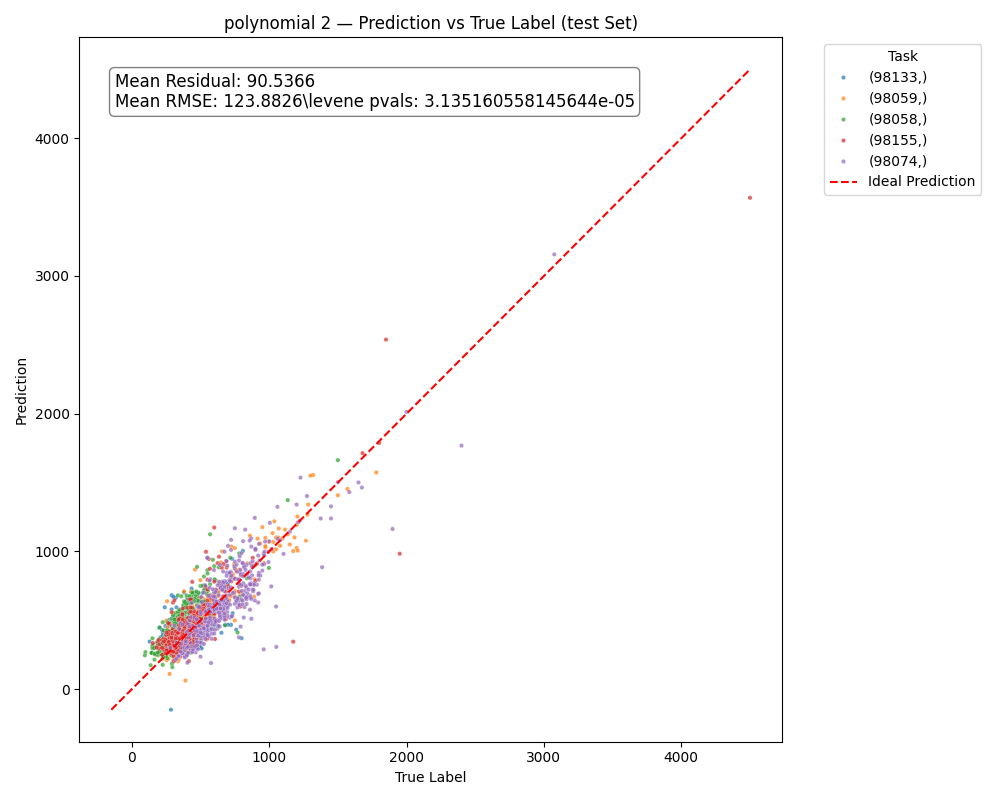 polynomial 2 — Prediction vs True Label (test Set)
Mean Residual: 90.5366
Mean RMSE: 123.8826\levene pvals: 3.135160558145644e-05
Task
(98133,)
(98059,)
(98058,)
(98155,)
(98074,)
Ideal Prediction
4000
3000
2000
1000
0
Prediction
0
1000
2000
3000
4000
True Label